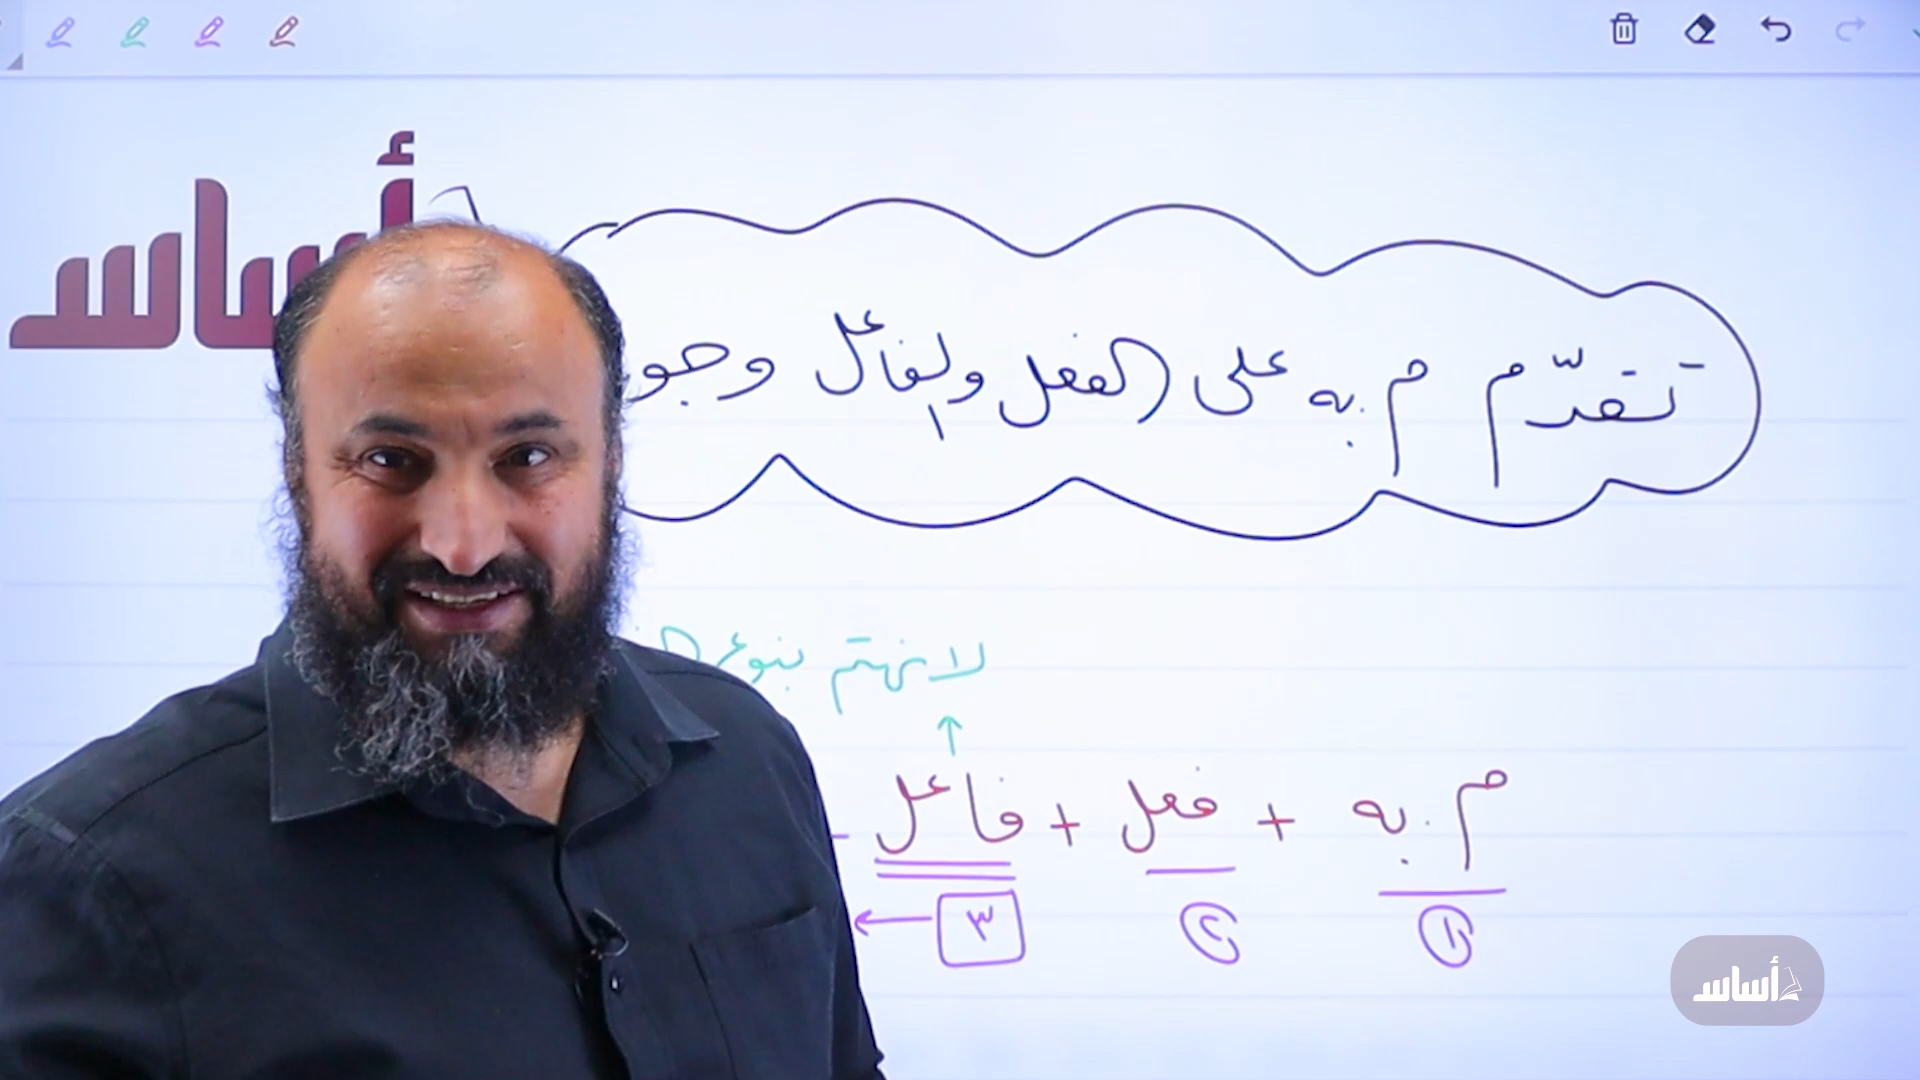 أساس
تقدّم م. به على الفعل والفاعل وجو
لا نهتم بنوع
م. به + فعل + فاعل
١ ٢ ٣
أساس